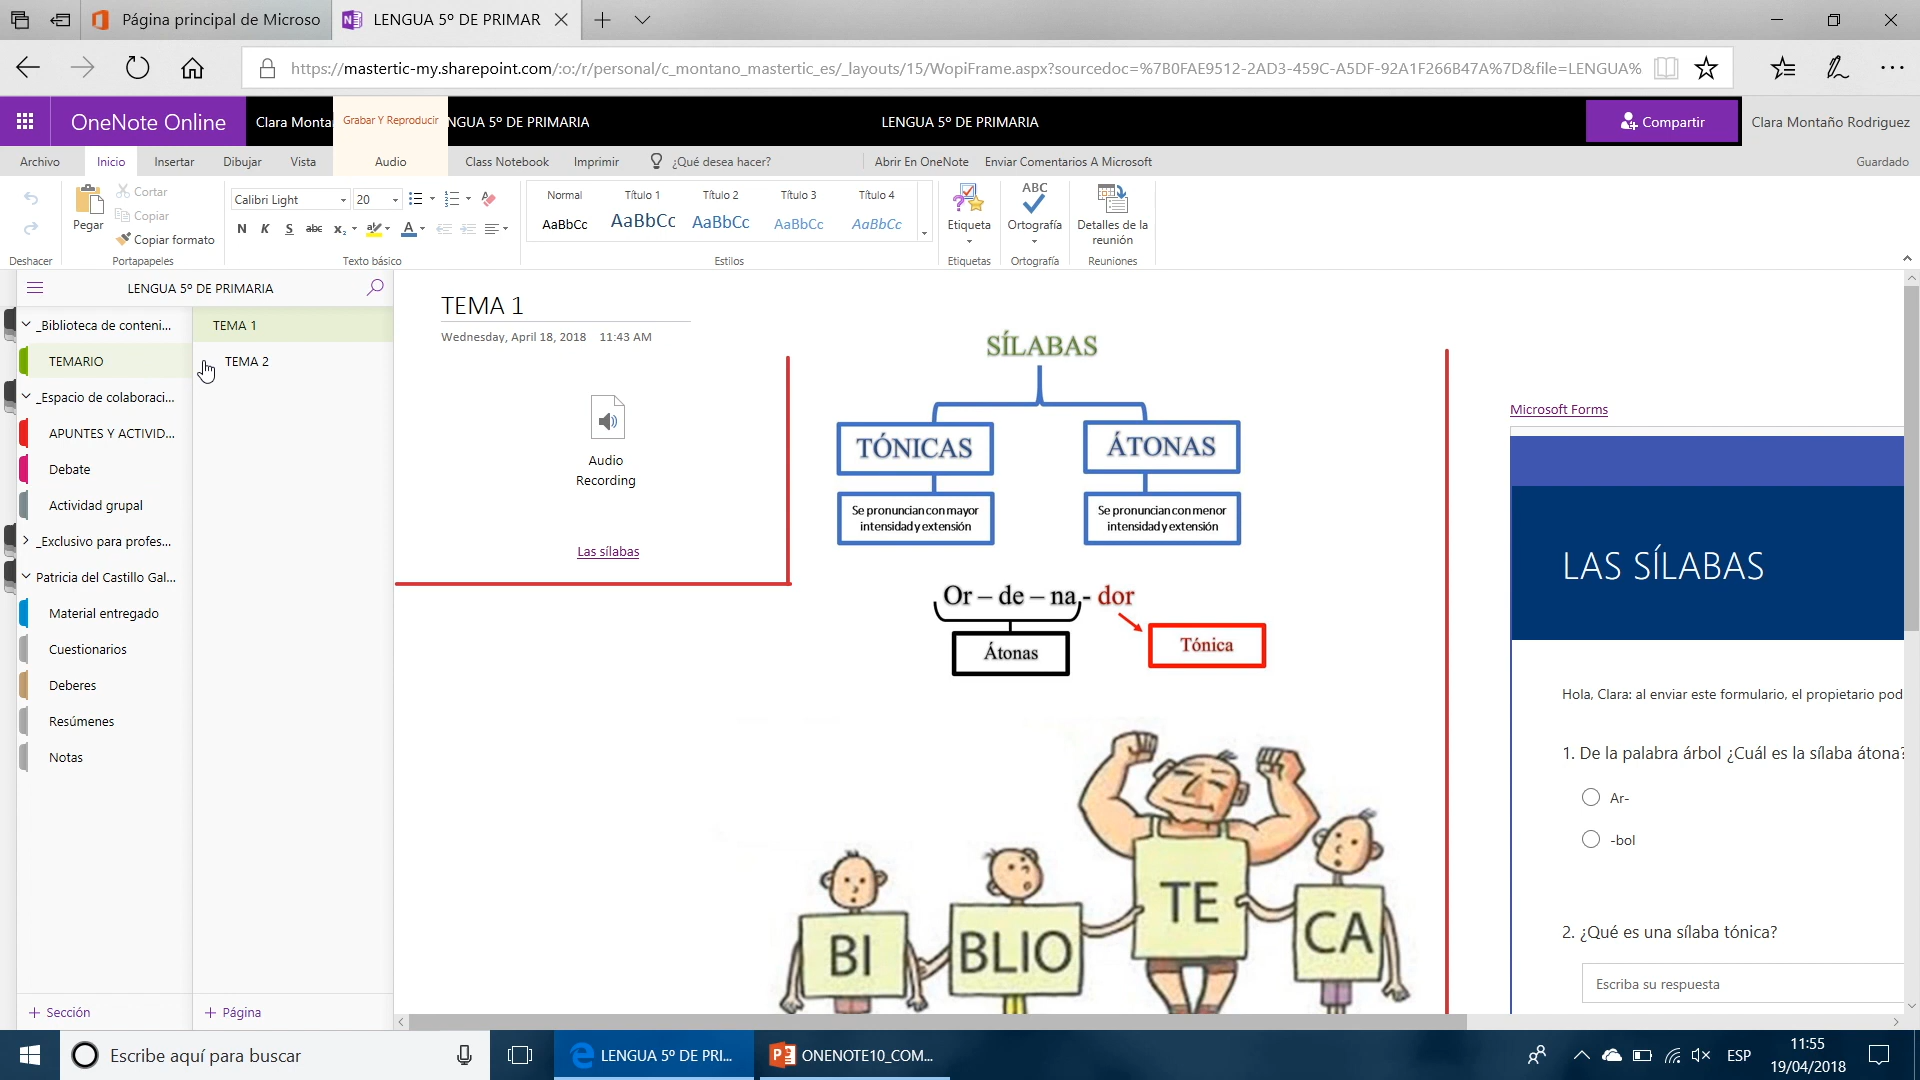 Página principal de Microso
LENGUA 5º DE PRIMAR
https://mastertic-my.sharepoint.com/:o:/r/personal/c_montano_mastertic_es/_layouts/15/WopiFrame.aspx?sourcedoc=%7B0FAE9512-2AD3-459C-A5DF-92A1F266B47A%7D&file=LENGUA%
OneNote Online
Clara Monta
Grabar Y Reproducir
NGUA 5º DE PRIMARIA
LENGUA 5º DE PRIMARIA
Compartir
Clara Montaño Rodriguez
Archivo
Inicio
Insertar
Dibujar
Vista
Audio
Class Notebook
Imprimir
¿Qué desea hacer?
Abrir En OneNote
Enviar Comentarios A Microsoft
Guardado
Pegar
Cortar
Copiar
Copiar formato
Calibri Light
20
N K S abc x₂ A
Normal
AaBbCc
Título 1
AaBbCc
Título 2
AaBbCc
Título 3
AaBbCc
Título 4
AaBbCc
Etiqueta
ABC
Ortografía
Detalles de la
reunión
Deshacer
Portapapeles
Texto básico
Estilos
Etiquetas
Ortografía
Reuniones
LENGUA 5º DE PRIMARIA
_Biblioteca de conteni...
TEMARIO
_Espacio de colaboraci...
APUNTES Y ACTIVID...
Debate
Actividad grupal
_Exclusivo para profes...
Patricia del Castillo Gal...
Material entregado
Cuestionarios
Deberes
Resúmenes
Notas
+ Sección
TEMA 1
TEMA 2
+ Página
TEMA 1
Wednesday, April 18, 2018 11:43 AM
Audio
Recording
Las sílabas
SÍLABAS
TÓNICAS
ÁTONAS
Se pronuncian con mayor
intensidad y extensión
Se pronuncian con menor
intensidad y extensión
Or – de – na - dor
Átonas
Tónica
BI
BLIO
TE
CA
Microsoft Forms
LAS SÍLABAS
Hola, Clara: al enviar este formulario, el propietario pod
1. De la palabra árbol ¿Cuál es la sílaba átona?
Ar-
-bol
2. ¿Qué es una sílaba tónica?
Escriba su respuesta
Escribe aquí para buscar
LENGUA 5º DE PRI...
ONENOTE10_COM...
ESP
11:55
19/04/2018